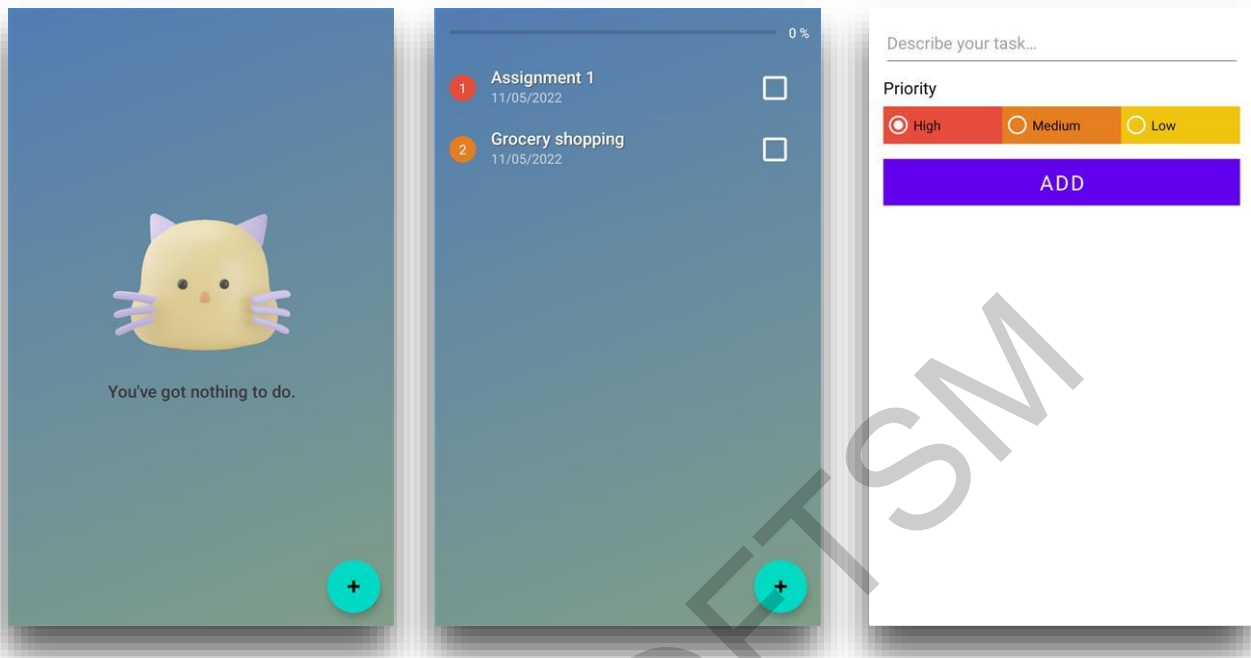 You've got nothing to do.
+
0 %
1
Assignment 1
11/05/2022
2
Grocery shopping
11/05/2022
+
Describe your task...
Priority
High
Medium
Low
ADD
FTSM